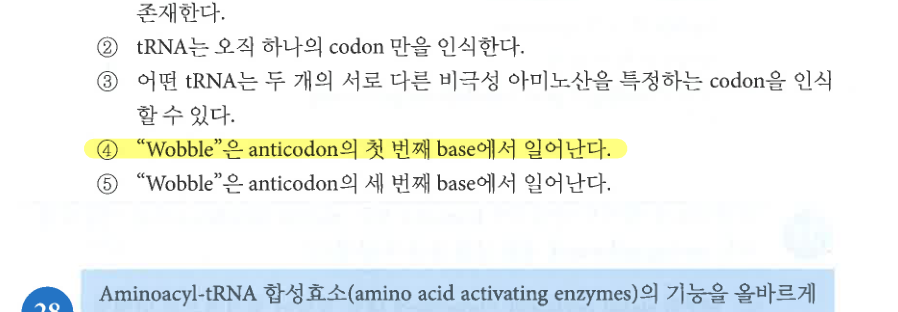 존재한다.
② tRNA는 오직 하나의 codon 만을 인식한다.
③ 어떤 tRNA는 두 개의 서로 다른 비극성 아미노산을 특정하는 codon을 인식
할 수 있다.
④ “Wobble”은 anticodon의 첫 번째 base에서 일어난다.
⑤ “Wobble”은 anticodon의 세 번째 base에서 일어난다.
28 Aminoacyl-tRNA 합성효소(amino acid activating enzymes)의 기능을 올바르게